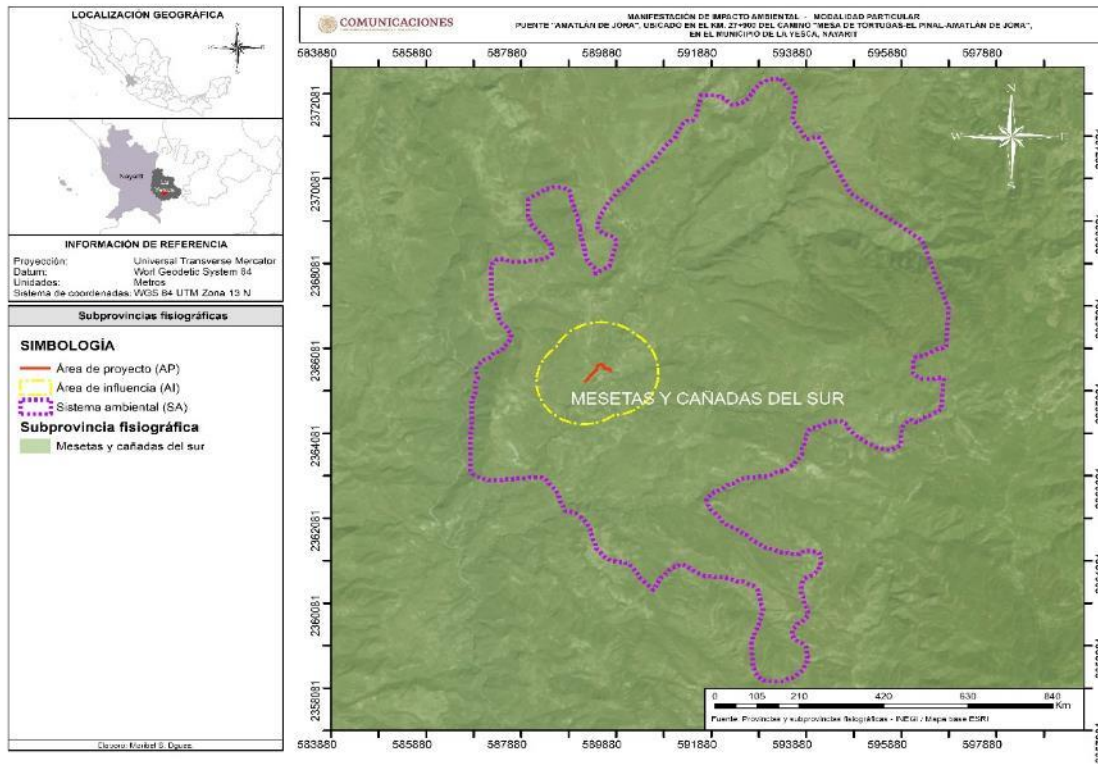 LOCALIZACIÓN GEOGRÁFICA
Nayarit
La
Yesca
INFORMACIÓN DE REFERENCIA
Proyección: Universal Transverse Mercator
Datum: Worl Geodetic System 84
Unidades: Metros
Sistema de coordenadas: WGS 84 UTM Zona 13 N
Subprovincias fisiográficas
SIMBOLOGÍA
Área de proyecto (AP)
Área de influencia (AI)
Sistema ambiental (SA)
Subprovincia fisiográfica
Mesetas y cañadas del sur
Elaboro: Maribel S. Dguez.
COMUNICACIONES
MANIFESTACIÓN DE IMPACTO AMBIENTAL - MODALIDAD PARTICULAR
PUENTE "AMATLÁN DE JORA", UBICADO EN EL KM. 27+900 DEL CAMINO "MESA DE TORTUGAS-EL PINAL-AMATLÁN DE JORA",
EN EL MUNICIPIO DE LA YESCA, NAYARIT
583880 585880 587880 589880 591880 593880 595880 597880
2372081
2370081
2368081
2366081
2364081
2362081
2360081
2358081
N
W E
S
MESETAS Y CAÑADAS DEL SUR
0 105 210 420 630 840
Km
Fuente: Provincias y subprovincias fisiográficas - INEGI / Mapa base ESRI
583880 585880 587880 589880 591880 593880 595880 597880